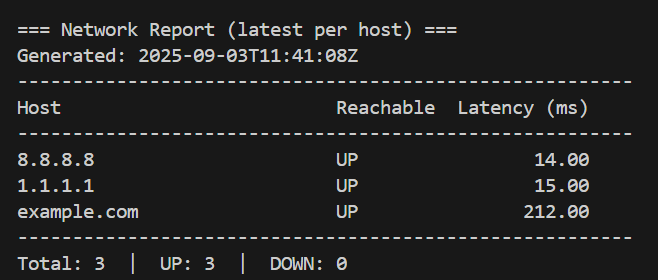 === Network Report (latest per host) ===
Generated: 2025-09-03T11:41:08Z
--------------------------------------------------------
Host                         Reachable  Latency (ms)
--------------------------------------------------------
8.8.8.8                      UP                14.00
1.1.1.1                      UP                15.00
example.com                  UP               212.00
--------------------------------------------------------
Total: 3  |  UP: 3  |  DOWN: 0